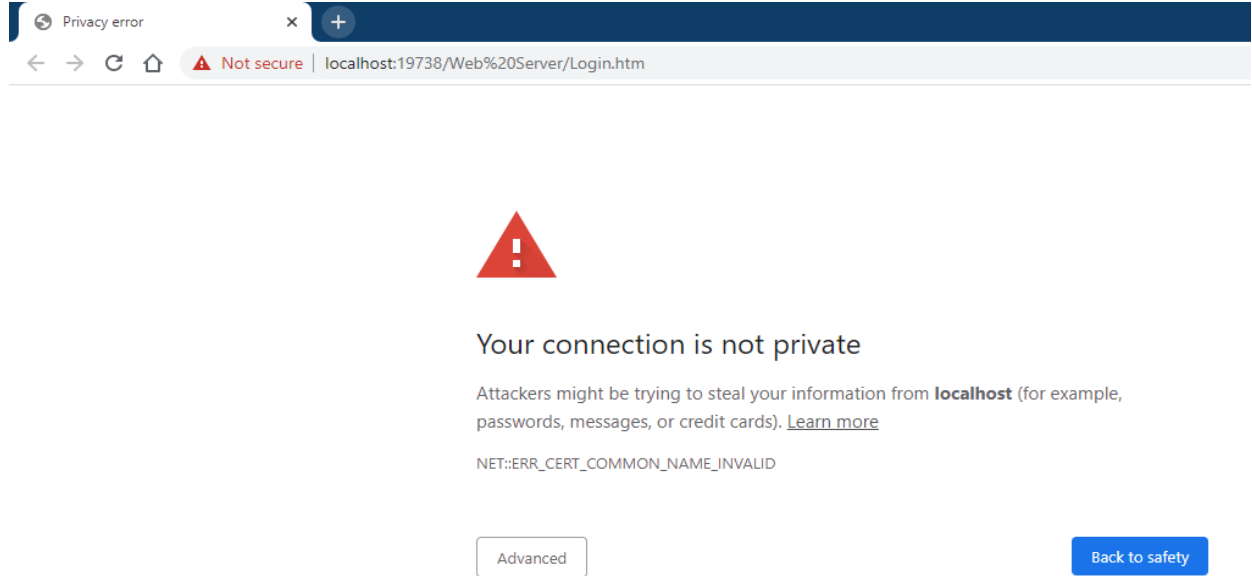 Privacy error
Not secure | localhost:19738/Web%20Server/Login.htm
Your connection is not private
Attackers might be trying to steal your information from localhost (for example,
passwords, messages, or credit cards). Learn more
NET::ERR_CERT_COMMON_NAME_INVALID
Advanced Back to safety